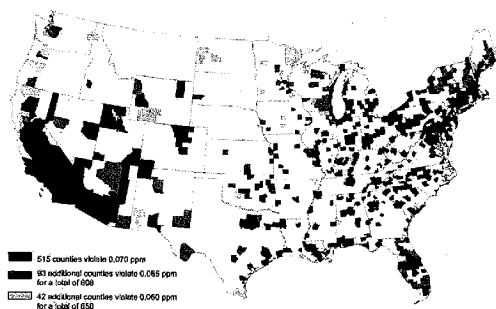 515 counties violate 0.070 ppm
93 additional counties violate 0.065 ppm
for a total of 608
42 additional counties violate 0.060 ppm
for a total of 650